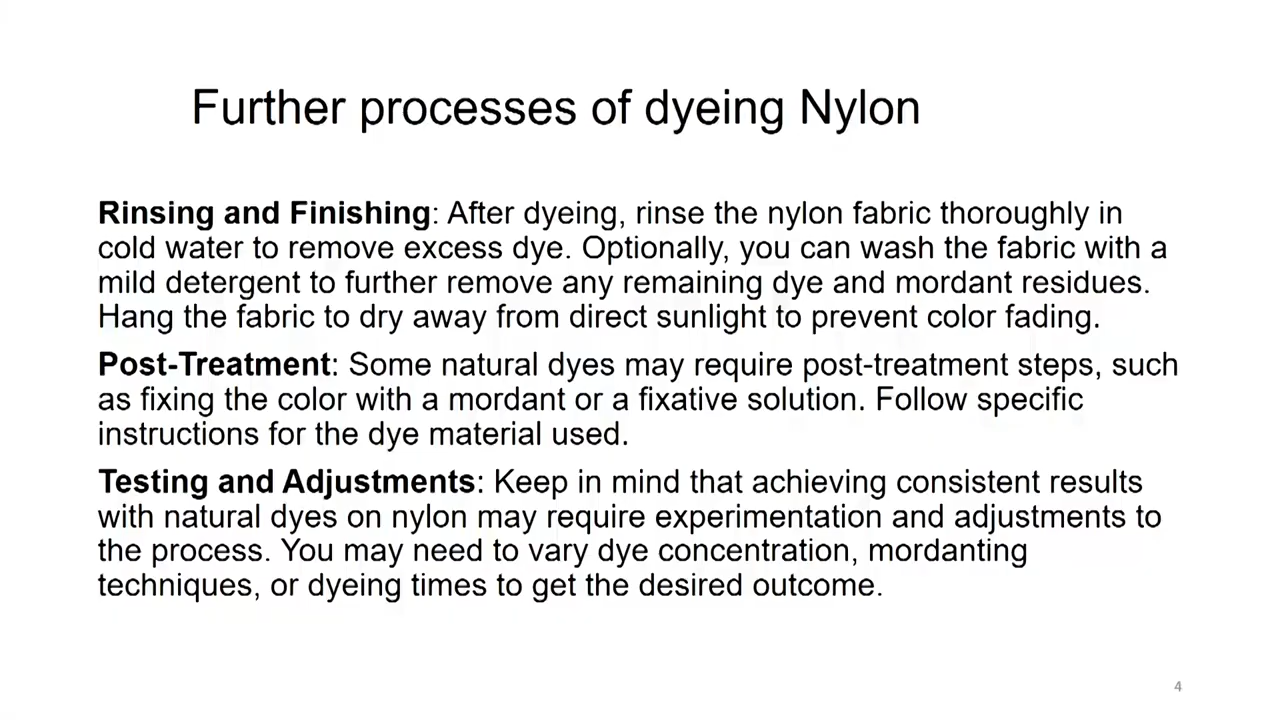 Further processes of dyeing Nylon
Rinsing and Finishing: After dyeing, rinse the nylon fabric thoroughly in
cold water to remove excess dye. Optionally, you can wash the fabric with a
mild detergent to further remove any remaining dye and mordant residues.
Hang the fabric to dry away from direct sunlight to prevent color fading.
Post-Treatment: Some natural dyes may require post-treatment steps, such
as fixing the color with a mordant or a fixative solution. Follow specific
instructions for the dye material used.
Testing and Adjustments: Keep in mind that achieving consistent results
with natural dyes on nylon may require experimentation and adjustments to
the process. You may need to vary dye concentration, mordanting
techniques, or dyeing times to get the desired outcome.
4